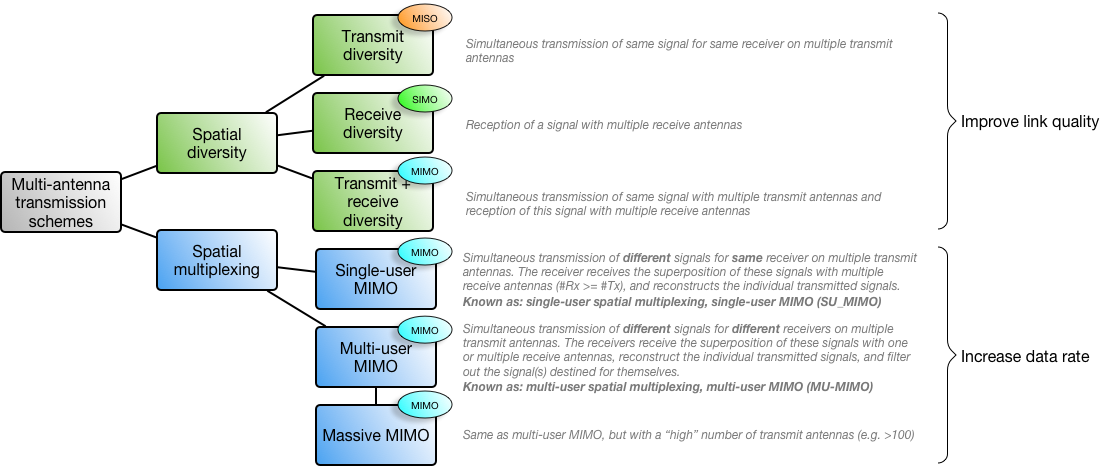 MISO
Transmit
diversity
Simultaneous transmission of same signal for same receiver on multiple transmit
antennas
SIMO
Receive
diversity
Reception of a signal with multiple receive antennas
Improve link quality
Spatial
diversity
MIMO
Transmit +
receive
diversity
Simultaneous transmission of same signal with multiple transmit antennas and
reception of this signal with multiple receive antennas
Multi-antenna
transmission
schemes
Spatial
multiplexing
MIMO
Single-user
MIMO
Simultaneous transmission of different signals for same receiver on multiple transmit
antennas. The receiver receives the superposition of these signals with multiple
receive antennas (#Rx >= #Tx), and reconstructs the individual transmitted signals.
Known as: single-user spatial multiplexing, single-user MIMO (SU_MIMO)
MIMO
Multi-user
MIMO
Simultaneous transmission of different signals for different receivers on multiple
transmit antennas. The receivers receive the superposition of these signals with one
or multiple receive antennas, reconstruct the individual transmitted signals, and filter
out the signal(s) destined for themselves.
Known as: multi-user spatial multiplexing, multi-user MIMO (MU-MIMO)
Increase data rate
MIMO
Massive MIMO
Same as multi-user MIMO, but with a “high” number of transmit antennas (e.g. >100)